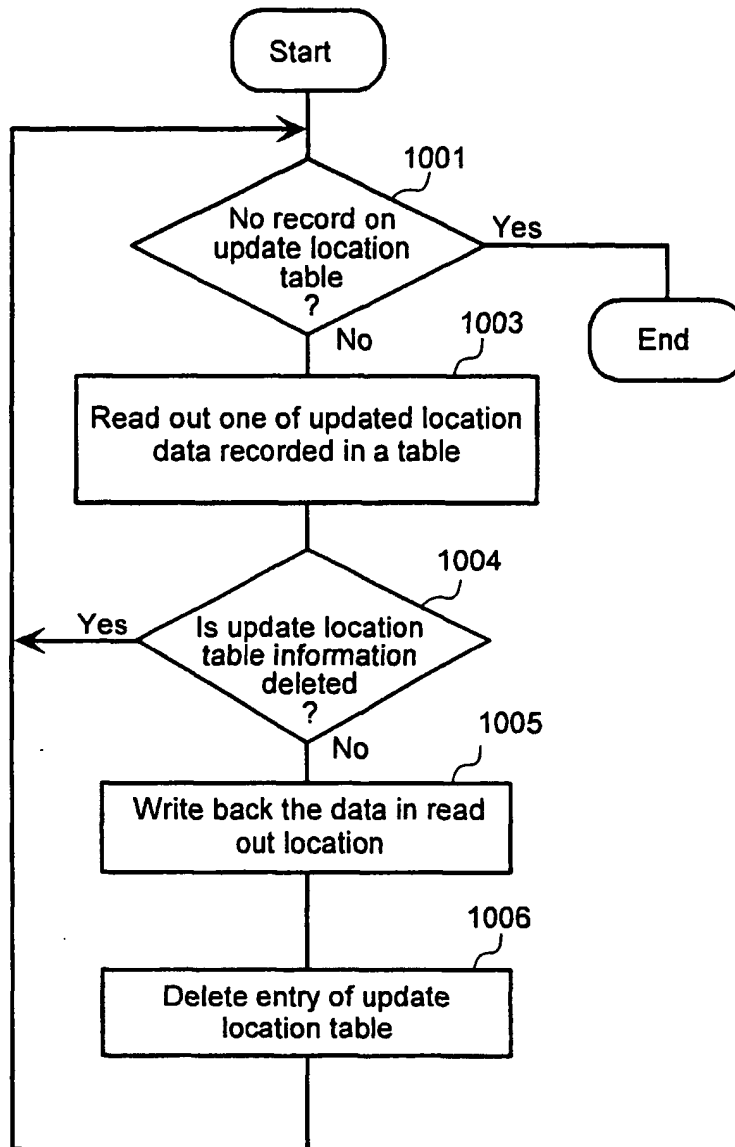 Start
1001
No record on
update location
table
?
Yes
No
End
1003
Read out one of updated location
data recorded in a table
1004
Yes
Is update location
table information
deleted
?
No
1005
Write back the data in read
out location
1006
Delete entry of update
location table